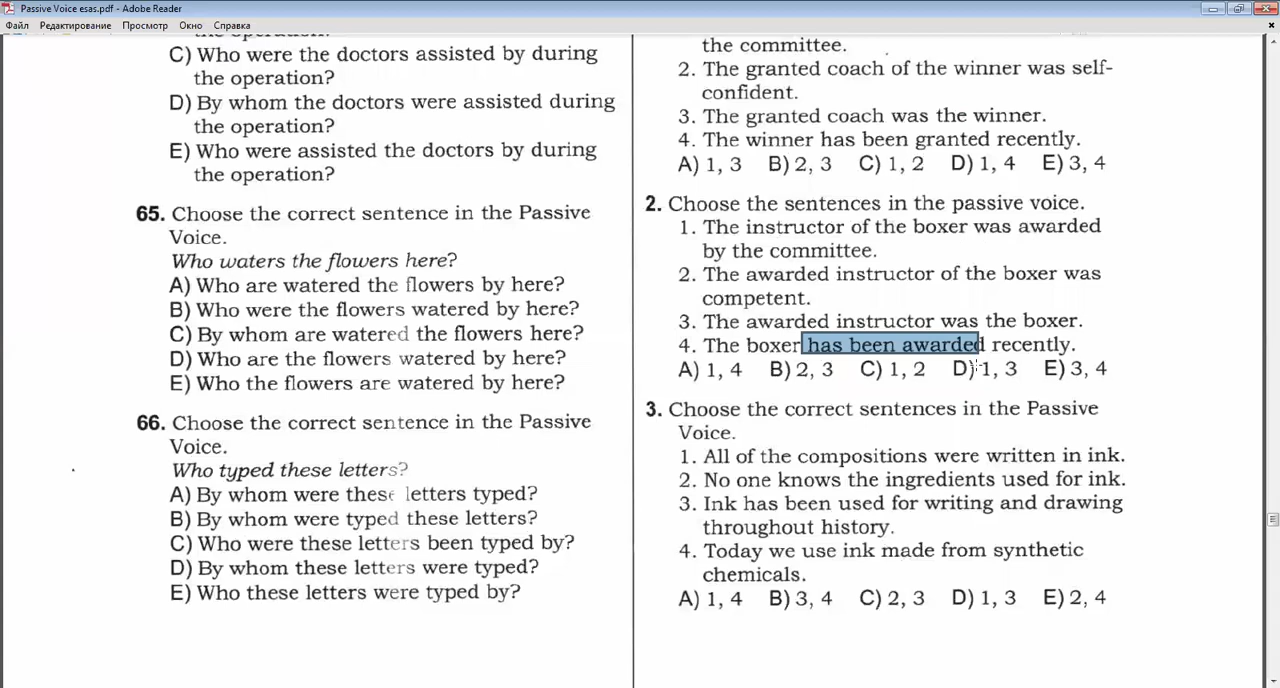 Passive Voice esas.pdf - Adobe Reader
Файл Редактирование Просмотр Окно Справка
C) Who were the doctors assisted by during
the operation?
D) By whom the doctors were assisted during
the operation?
E) Who were assisted the doctors by during
the operation?
65. Choose the correct sentence in the Passive
Voice.
Who waters the flowers here?
A) Who are watered the flowers by here?
B) Who were the flowers watered by here?
C) By whom are watered the flowers here?
D) Who are the flowers watered by here?
E) Who the flowers are watered by here?
66. Choose the correct sentence in the Passive
Voice.
Who typed these letters?
A) By whom were these letters typed?
B) By whom were typed these letters?
C) Who were these letters been typed by?
D) By whom these letters were typed?
E) Who these letters were typed by?
the committee.
2. The granted coach of the winner was self-
confident.
3. The granted coach was the winner.
4. The winner has been granted recently.
A) 1, 3 B) 2, 3 C) 1, 2 D) 1, 4 E) 3, 4
2. Choose the sentences in the passive voice.
1. The instructor of the boxer was awarded
by the committee.
2. The awarded instructor of the boxer was
competent.
3. The awarded instructor was the boxer.
4. The boxer has been awarded recently.
A) 1, 4 B) 2, 3 C) 1, 2 D) 1, 3 E) 3, 4
3. Choose the correct sentences in the Passive
Voice.
1. All of the compositions were written in ink.
2. No one knows the ingredients used for ink.
3. Ink has been used for writing and drawing
throughout history.
4. Today we use ink made from synthetic
chemicals.
A) 1, 4 B) 3, 4 C) 2, 3 D) 1, 3 E) 2, 4